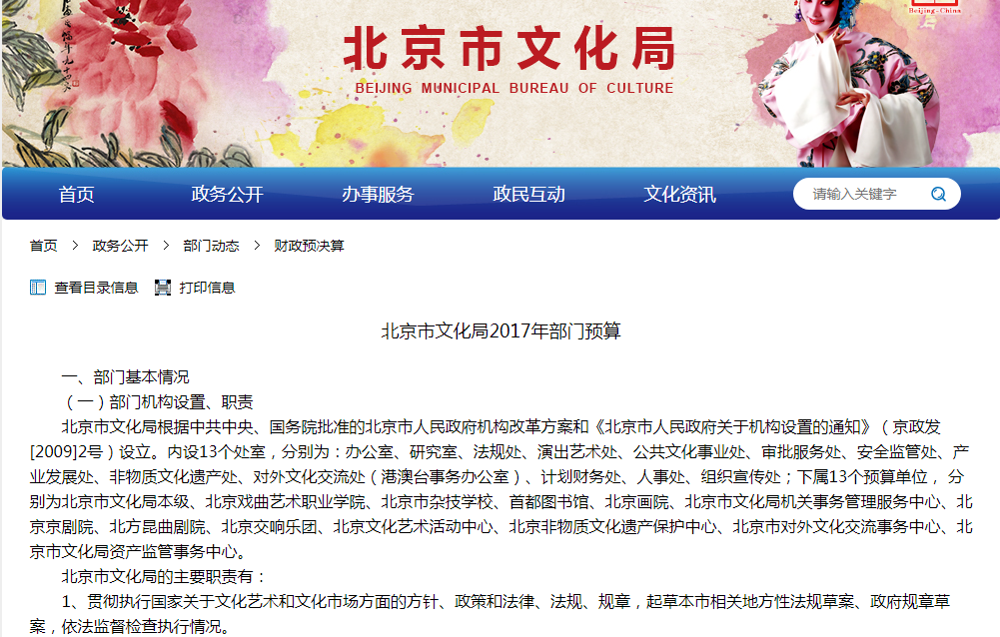 Beijing-China
北京市文化局
BEIJING MUNICIPAL BUREAU OF CULTURE
首页 政务公开 办事服务 政民互动 文化资讯 请输入关键字
首页 > 政务公开 > 部门动态 > 财政预决算
查看目录信息 打印信息
北京市文化局2017年部门预算
一、部门基本情况
（一）部门机构设置、职责
北京市文化局根据中共中央、国务院批准的北京市人民政府机构改革方案和《北京市人民政府关于机构设置的通知》（京政发
[2009]2号）设立。内设13个处室，分别为：办公室、研究室、法规处、演出艺术处、公共文化事业处、审批服务处、安全监管处、产
业发展处、非物质文化遗产处、对外文化交流处（港澳台事务办公室）、计划财务处、人事处、组织宣传处；下属13个预算单位， 分
别为北京市文化局本级、北京戏曲艺术职业学院、北京市杂技学校、首都图书馆、北京画院、北京市文化局机关事务管理服务中心、北
京京剧院、北方昆曲剧院、北京交响乐团、北京文化艺术活动中心、北京非物质文化遗产保护中心、北京市对外文化交流事务中心、北
京市文化局资产监管事务中心。
北京市文化局的主要职责有：
1、贯彻执行国家关于文化艺术和文化市场方面的方针、政策和法律、法规、规章，起草本市相关地方性法规草案、政府规章草
案，依法监督检查执行情况。